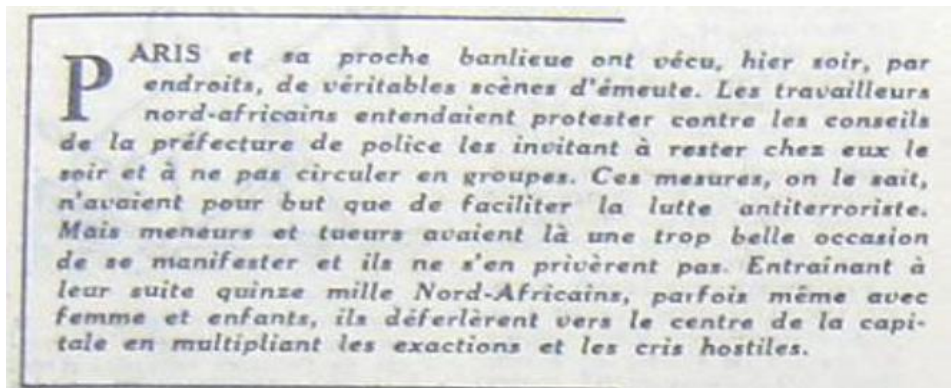 PARIS et sa proche banlieue ont vécu, hier soir, par
endroits, de véritables scènes d'émeute. Les travailleurs
nord-africains entendaient protester contre les conseils
de la préfecture de police les invitant à rester chez eux le
soir et à ne pas circuler en groupes. Ces mesures, on le sait,
n'avaient pour but que de faciliter la lutte antiterroriste.
Mais meneurs et tueurs avaient là une trop belle occasion
de se manifester et ils ne s'en privèrent pas. Entrainant à
leur suite quinze mille Nord-Africains, parfois même avec
femme et enfants, ils déferlèrent vers le centre de la capi-
tale en multipliant les exactions et les cris hostiles.